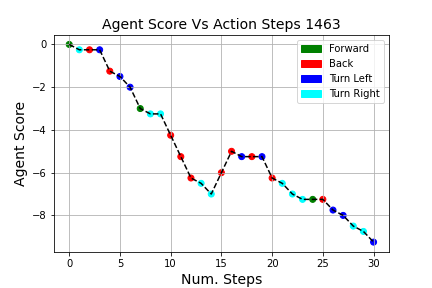 Agent Score Vs Action Steps 1463
Forward
Back
Turn Left
Turn Right
Agent Score
0
−2
−4
−6
−8
0 5 10 15 20 25 30
Num. Steps